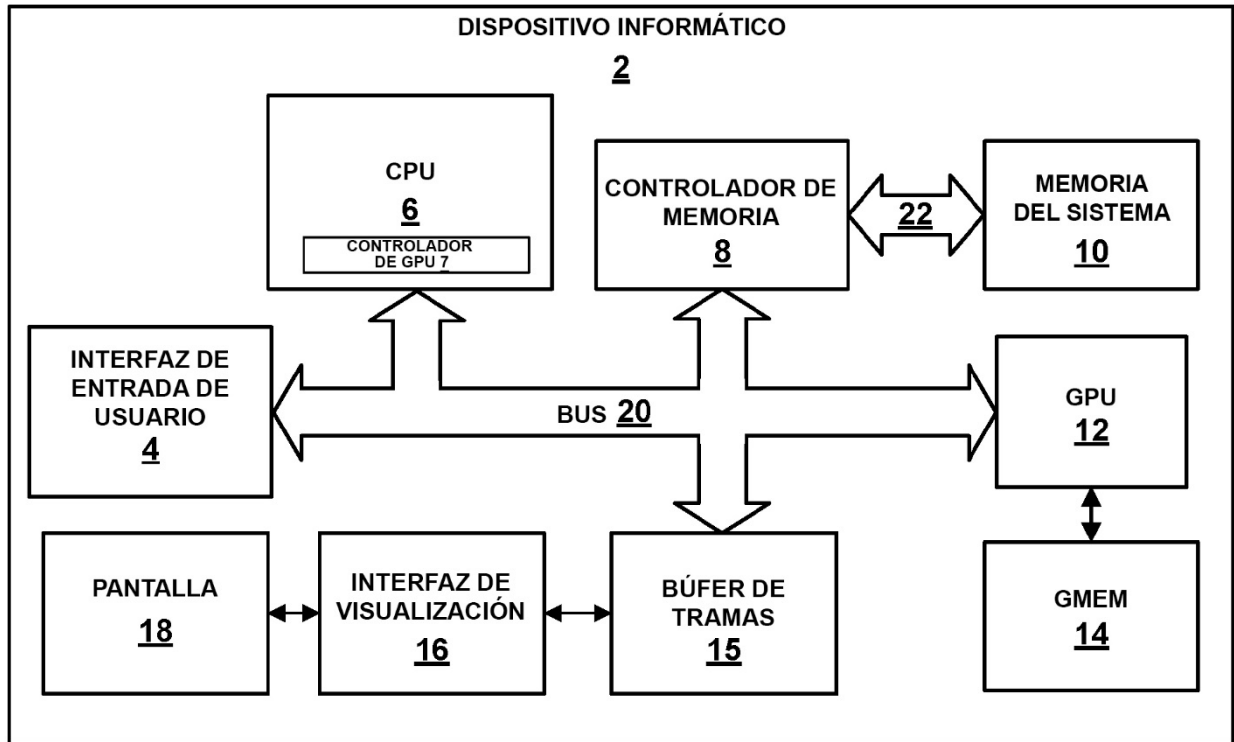 DISPOSITIVO INFORMÁTICO
2
CPU
6
CONTROLADOR
DE GPU 7
CONTROLADOR DE
MEMORIA
8
22
MEMORIA
DEL SISTEMA
10
INTERFAZ DE
ENTRADA DE
USUARIO
4
BUS 20
GPU
12
PANTALLA
18
INTERFAZ DE
VISUALIZACIÓN
16
BÚFER DE
TRAMAS
15
GMEM
14